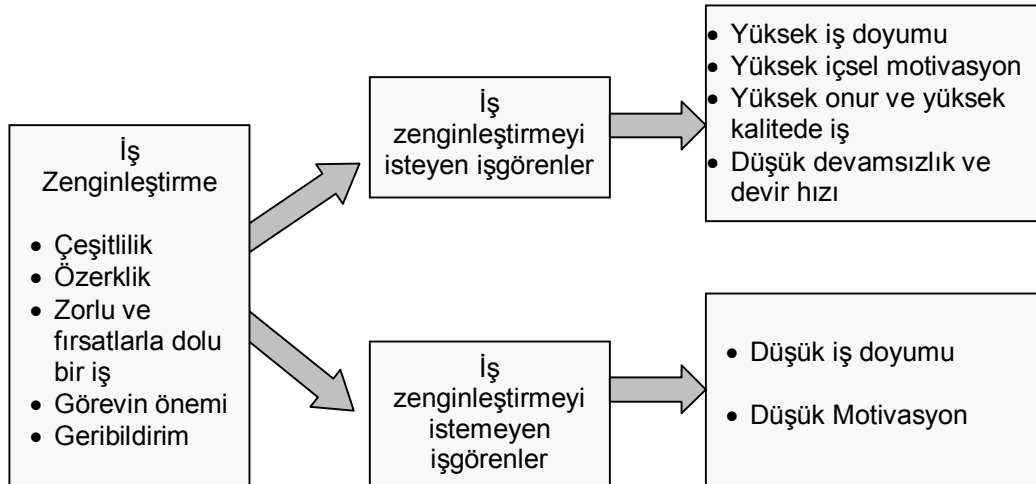 İş
Zenginleştirme
• Çeşitlilik
• Özerklik
• Zorlu ve
fırsatlarla dolu
bir iş
• Görevin önemi
• Geribildirim
İş
zenginleştirmeyi
isteyen işgörenler
• Yüksek iş doyumu
• Yüksek içsel motivasyon
• Yüksek onur ve yüksek
kalitede iş
• Düşük devamsızlık ve
devir hızı
İş
zenginleştirmeyi
istemeyen
işgörenler
• Düşük iş doyumu
• Düşük Motivasyon